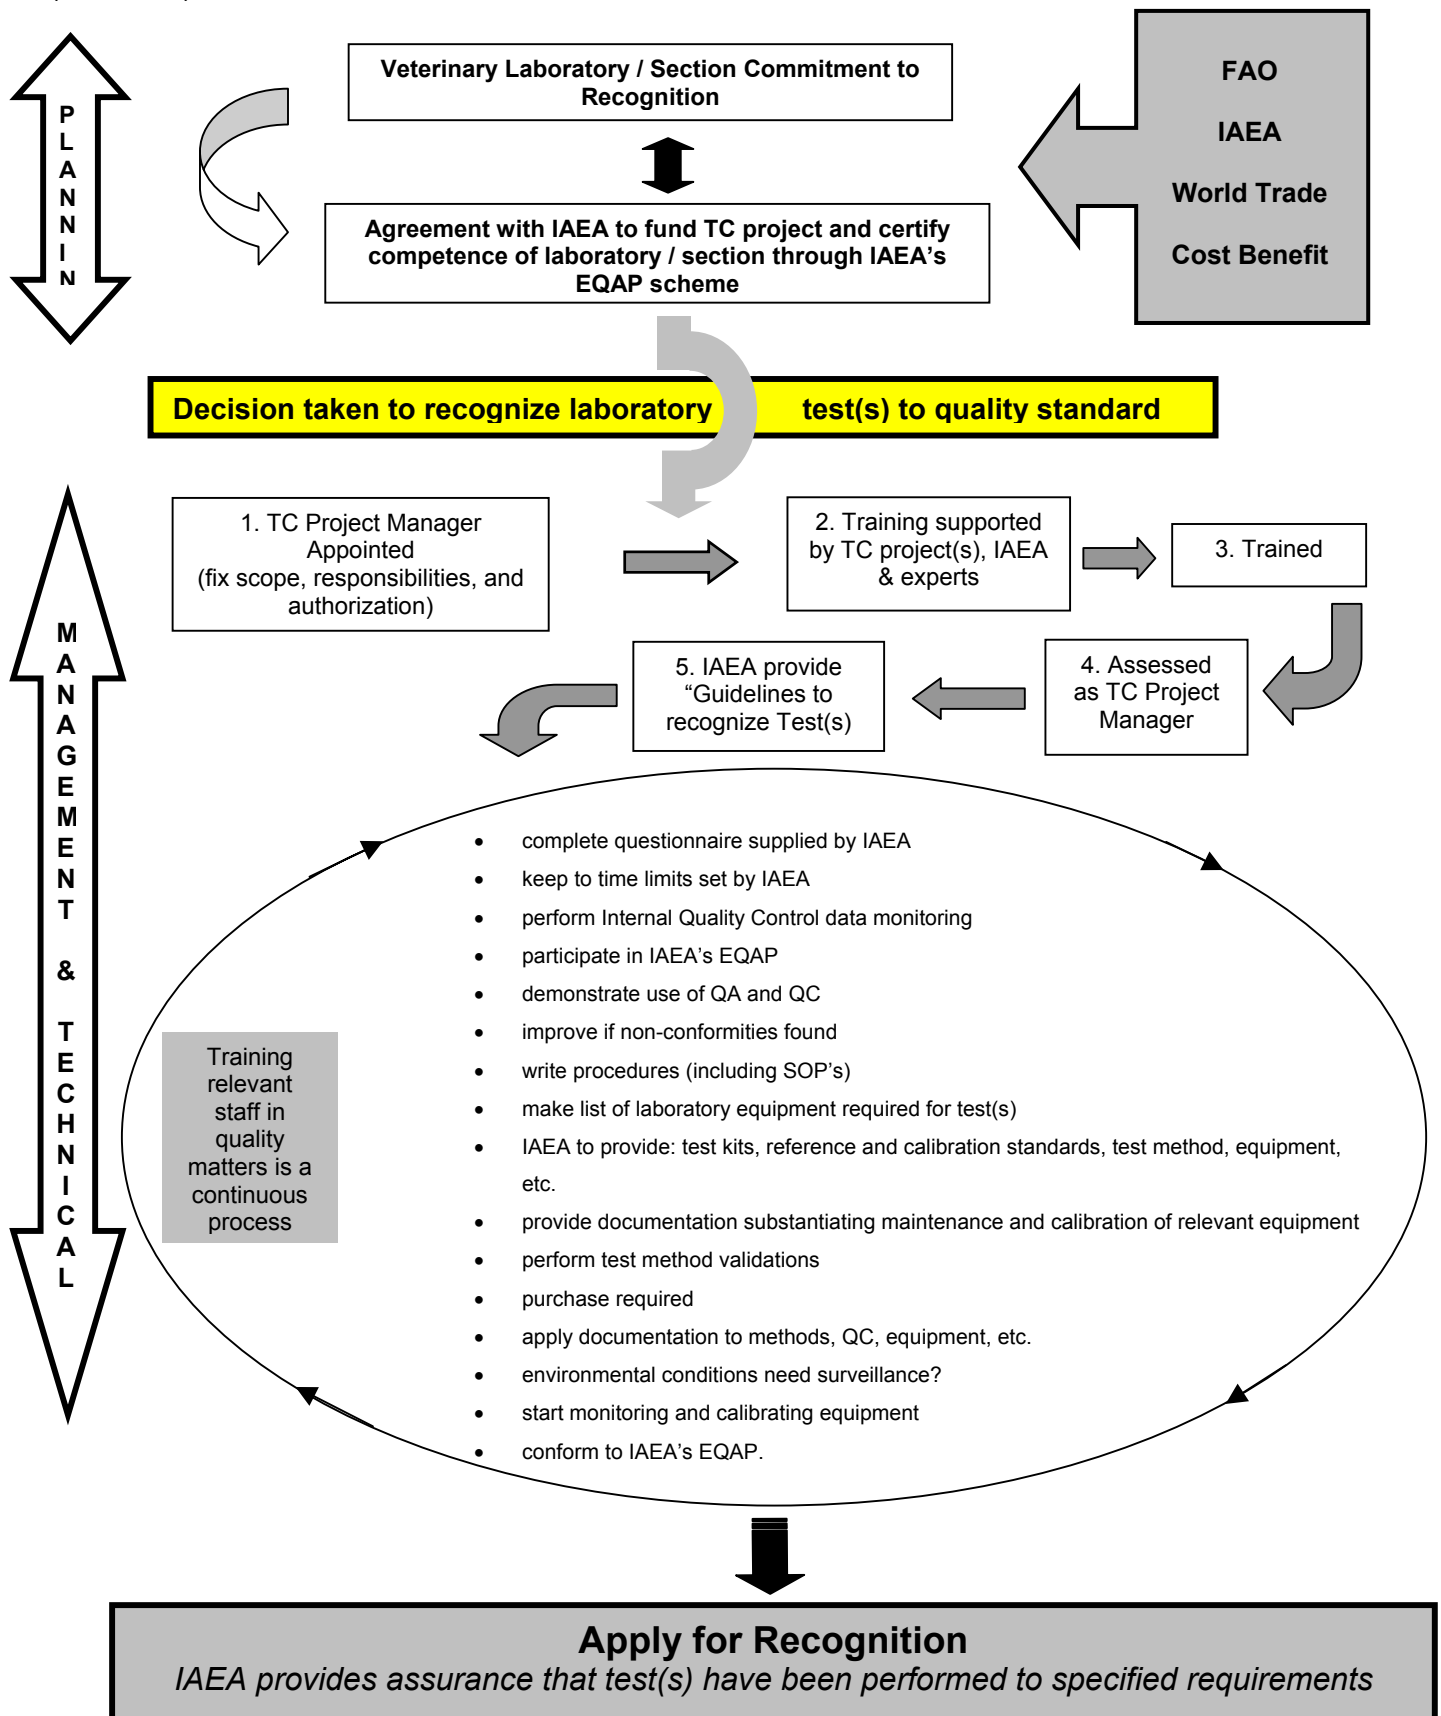 P
L
A
N
N
I
N
Veterinary Laboratory / Section Commitment to
Recognition
Agreement with IAEA to fund TC project and certify
competence of laboratory / section through IAEA’s
EQAP scheme
FAO
IAEA
World Trade
Cost Benefit
Decision taken to recognize laboratory test(s) to quality standard
M
A
N
A
G
E
M
E
N
T
&
T
E
C
H
N
I
C
A
L
1. TC Project Manager
Appointed
(fix scope, responsibilities, and
authorization)
2. Training supported
by TC project(s), IAEA
& experts
3. Trained
4. Assessed
as TC Project
Manager
5. IAEA provide
“Guidelines to
recognize Test(s)
Training
relevant
staff in
quality
matters is a
continuous
process
• complete questionnaire supplied by IAEA
• keep to time limits set by IAEA
• perform Internal Quality Control data monitoring
• participate in IAEA’s EQAP
• demonstrate use of QA and QC
• improve if non-conformities found
• write procedures (including SOP’s)
• make list of laboratory equipment required for test(s)
• IAEA to provide: test kits, reference and calibration standards, test method, equipment,
etc.
• provide documentation substantiating maintenance and calibration of relevant equipment
• perform test method validations
• purchase required
• apply documentation to methods, QC, equipment, etc.
• environmental conditions need surveillance?
• start monitoring and calibrating equipment
• conform to IAEA’s EQAP.
Apply for Recognition
IAEA provides assurance that test(s) have been performed to specified requirements